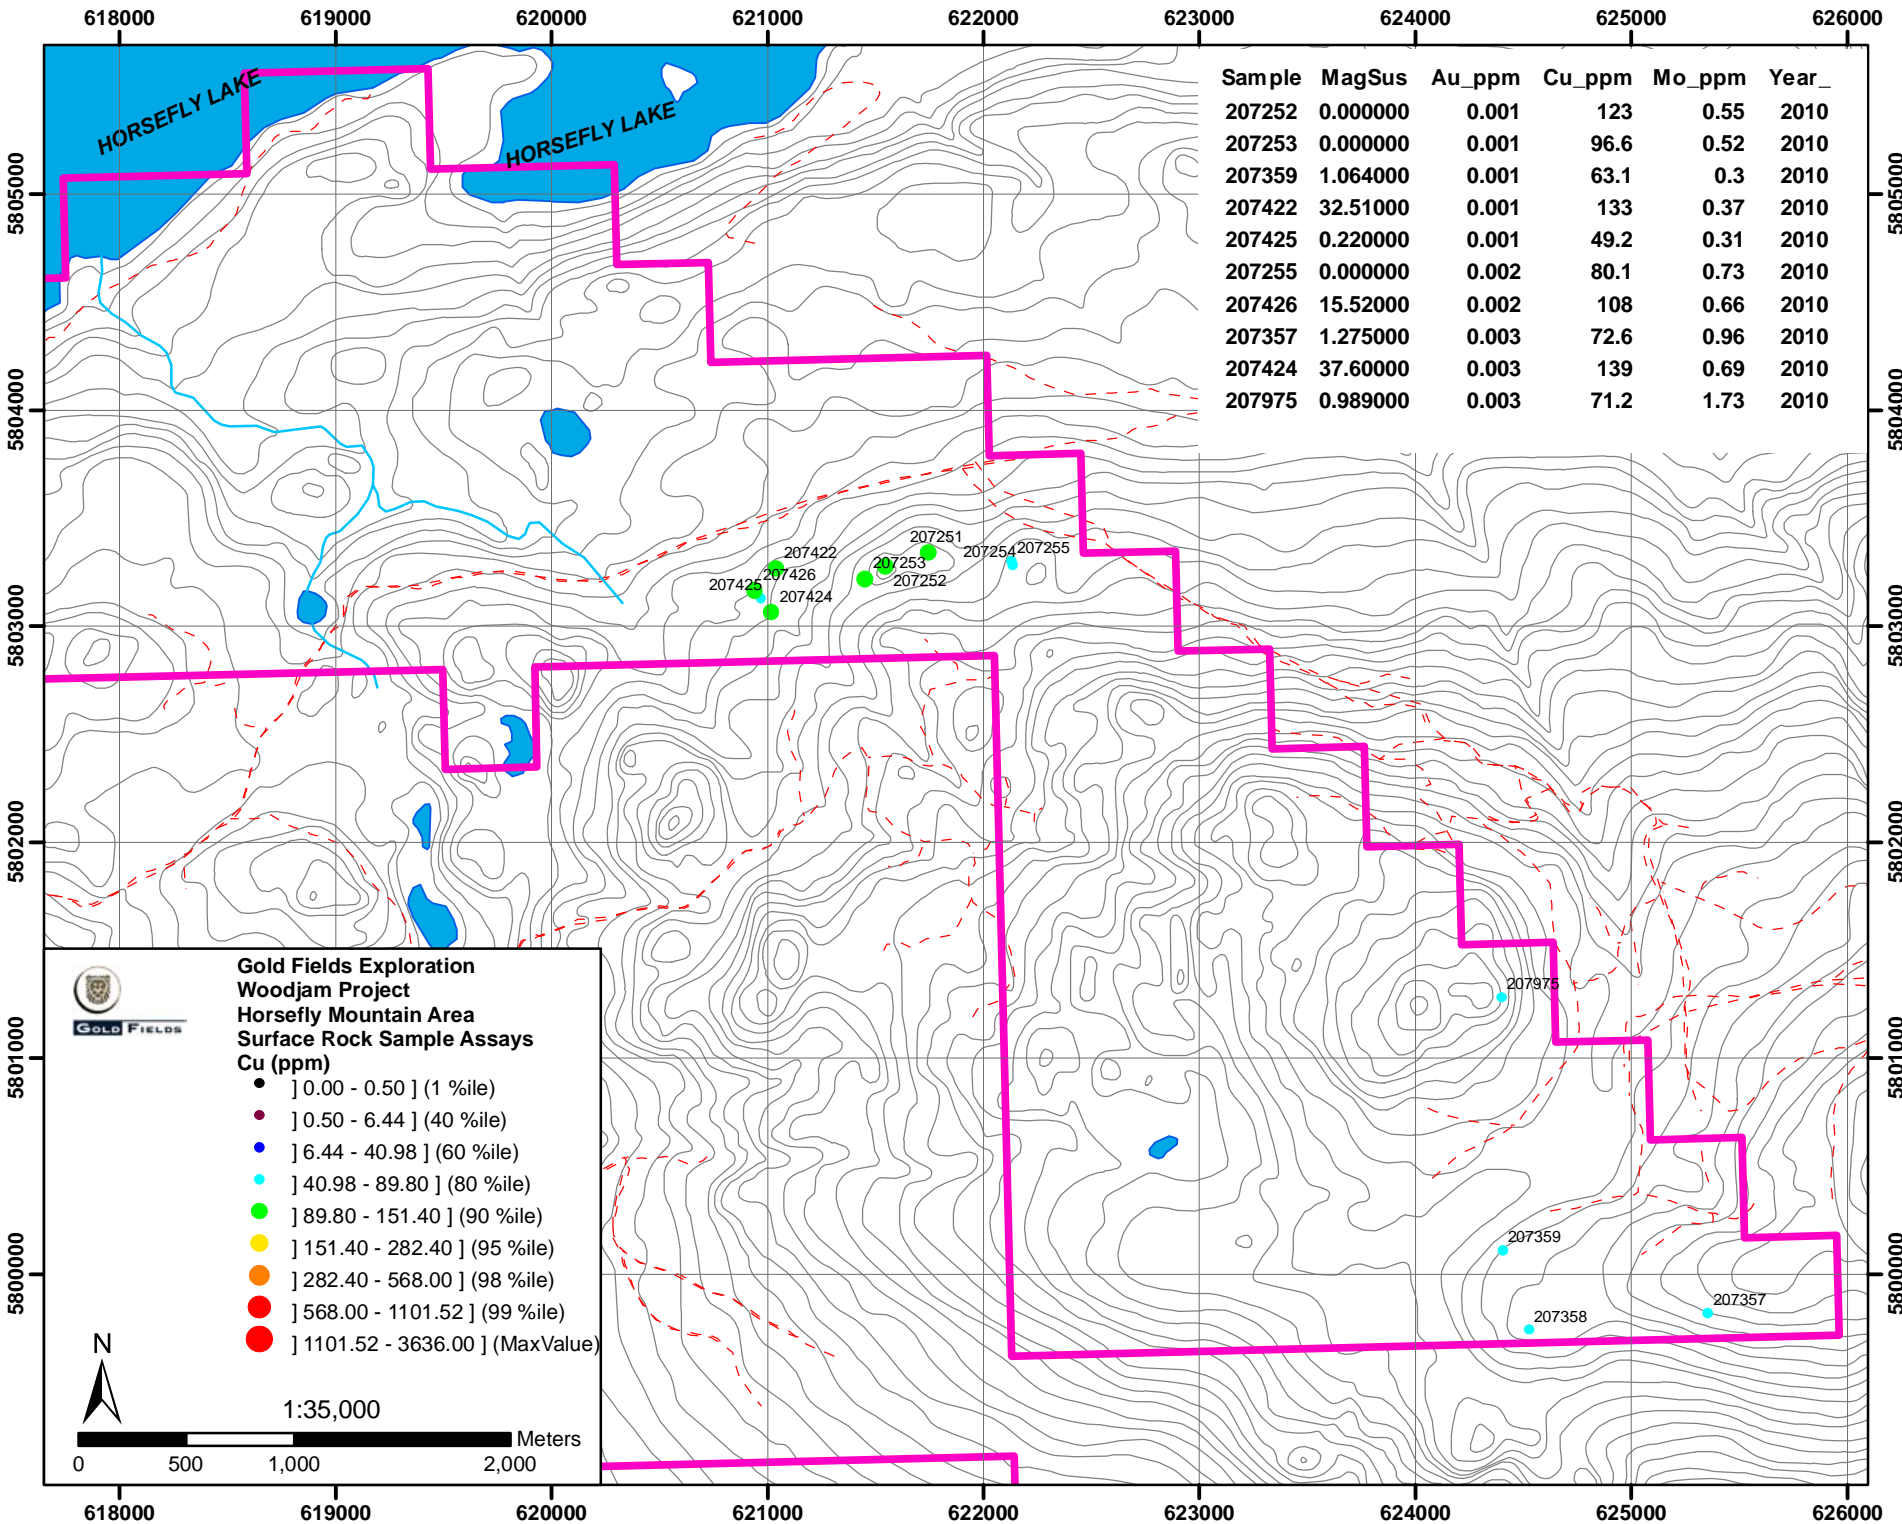 618000 619000 620000 621000 622000 623000 624000 625000 626000
HORSEFLY LAKE
HORSEFLY LAKE
Sample MagSus Au_ppm Cu_ppm Mo_ppm Year_
207252 0.000000 0.001 123 0.55 2010
207253 0.000000 0.001 96.6 0.52 2010
207359 1.064000 0.001 63.1 0.3 2010
207422 32.51000 0.001 133 0.37 2010
207425 0.220000 0.001 49.2 0.31 2010
207255 0.000000 0.002 80.1 0.73 2010
207426 15.52000 0.002 108 0.66 2010
207357 1.275000 0.003 72.6 0.96 2010
207424 37.60000 0.003 139 0.69 2010
207975 0.989000 0.003 71.2 1.73 2010
5805000 5805000
5804000 5804000
5803000 5803000
5802000 5802000
5801000 5801000
5800000 5800000
207251
207422
207254 207255
207253
207426
207425
207252
207424
207975
207359
207357
207358
GOLD FIELDS
Gold Fields Exploration
Woodjam Project
Horsefly Mountain Area
Surface Rock Sample Assays
Cu (ppm)
] 0.00 - 0.50 ] (1 %ile)
] 0.50 - 6.44 ] (40 %ile)
] 6.44 - 40.98 ] (60 %ile)
] 40.98 - 89.80 ] (80 %ile)
] 89.80 - 151.40 ] (90 %ile)
] 151.40 - 282.40 ] (95 %ile)
] 282.40 - 568.00 ] (98 %ile)
] 568.00 - 1101.52 ] (99 %ile)
] 1101.52 - 3636.00 ] (MaxValue)
N
1:35,000
Meters
0 500 1,000 2,000
618000 619000 620000 621000 622000 623000 624000 625000 626000